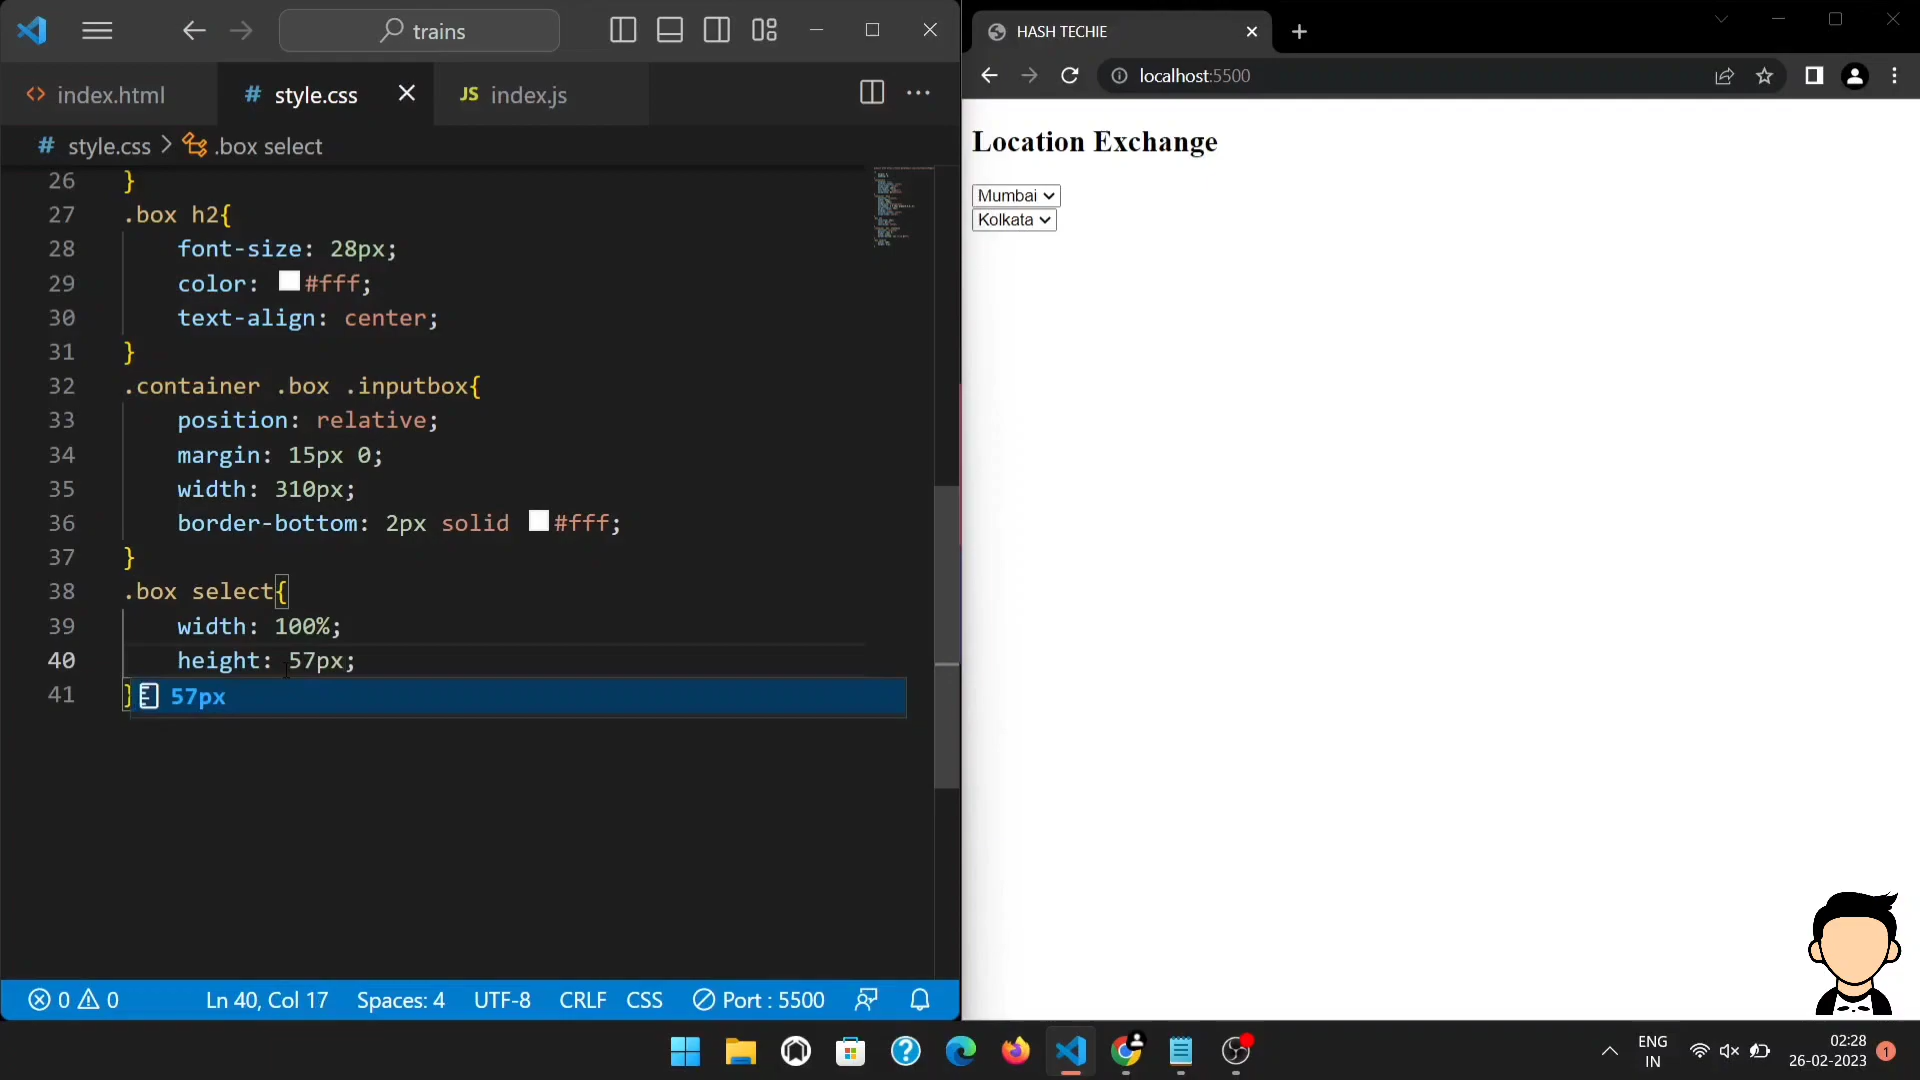 trains
index.html
# style.css
JS index.js
# style.css > .box select
26 }
27 .box h2{
28 font-size: 28px;
29 color: #fff;
30 text-align: center;
31 }
32 .container .box .inputbox{
33 position: relative;
34 margin: 15px 0;
35 width: 310px;
36 border-bottom: 2px solid #fff;
37 }
38 .box select{
39 width: 100%;
40 height: 57px;
41 }
57px
0 0 Ln 40, Col 17 Spaces: 4 UTF-8 CRLF CSS Port : 5500
HASH TECHIE
localhost:5500
Location Exchange
Mumbai
Kolkata
ENG
IN
02:28
26-02-2023
1